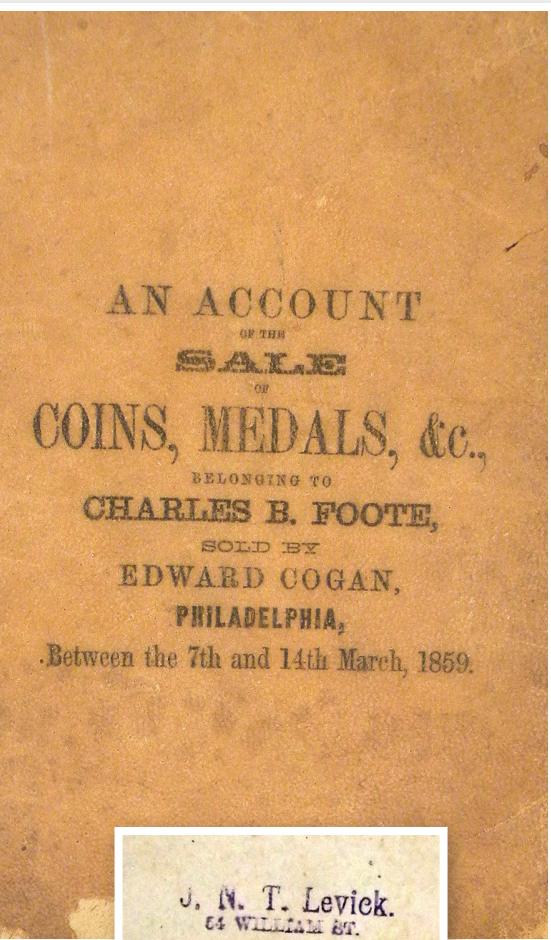 AN ACCOUNT
OF THE
SALE
OF
COINS, MEDALS, &c.,
BELONGING TO
CHARLES B. FOOTE,
SOLD BY
EDWARD COGAN,
PHILADELPHIA,
Between the 7th and 14th March, 1859.
J. N. T. Levick.
54 WILLIAM ST.